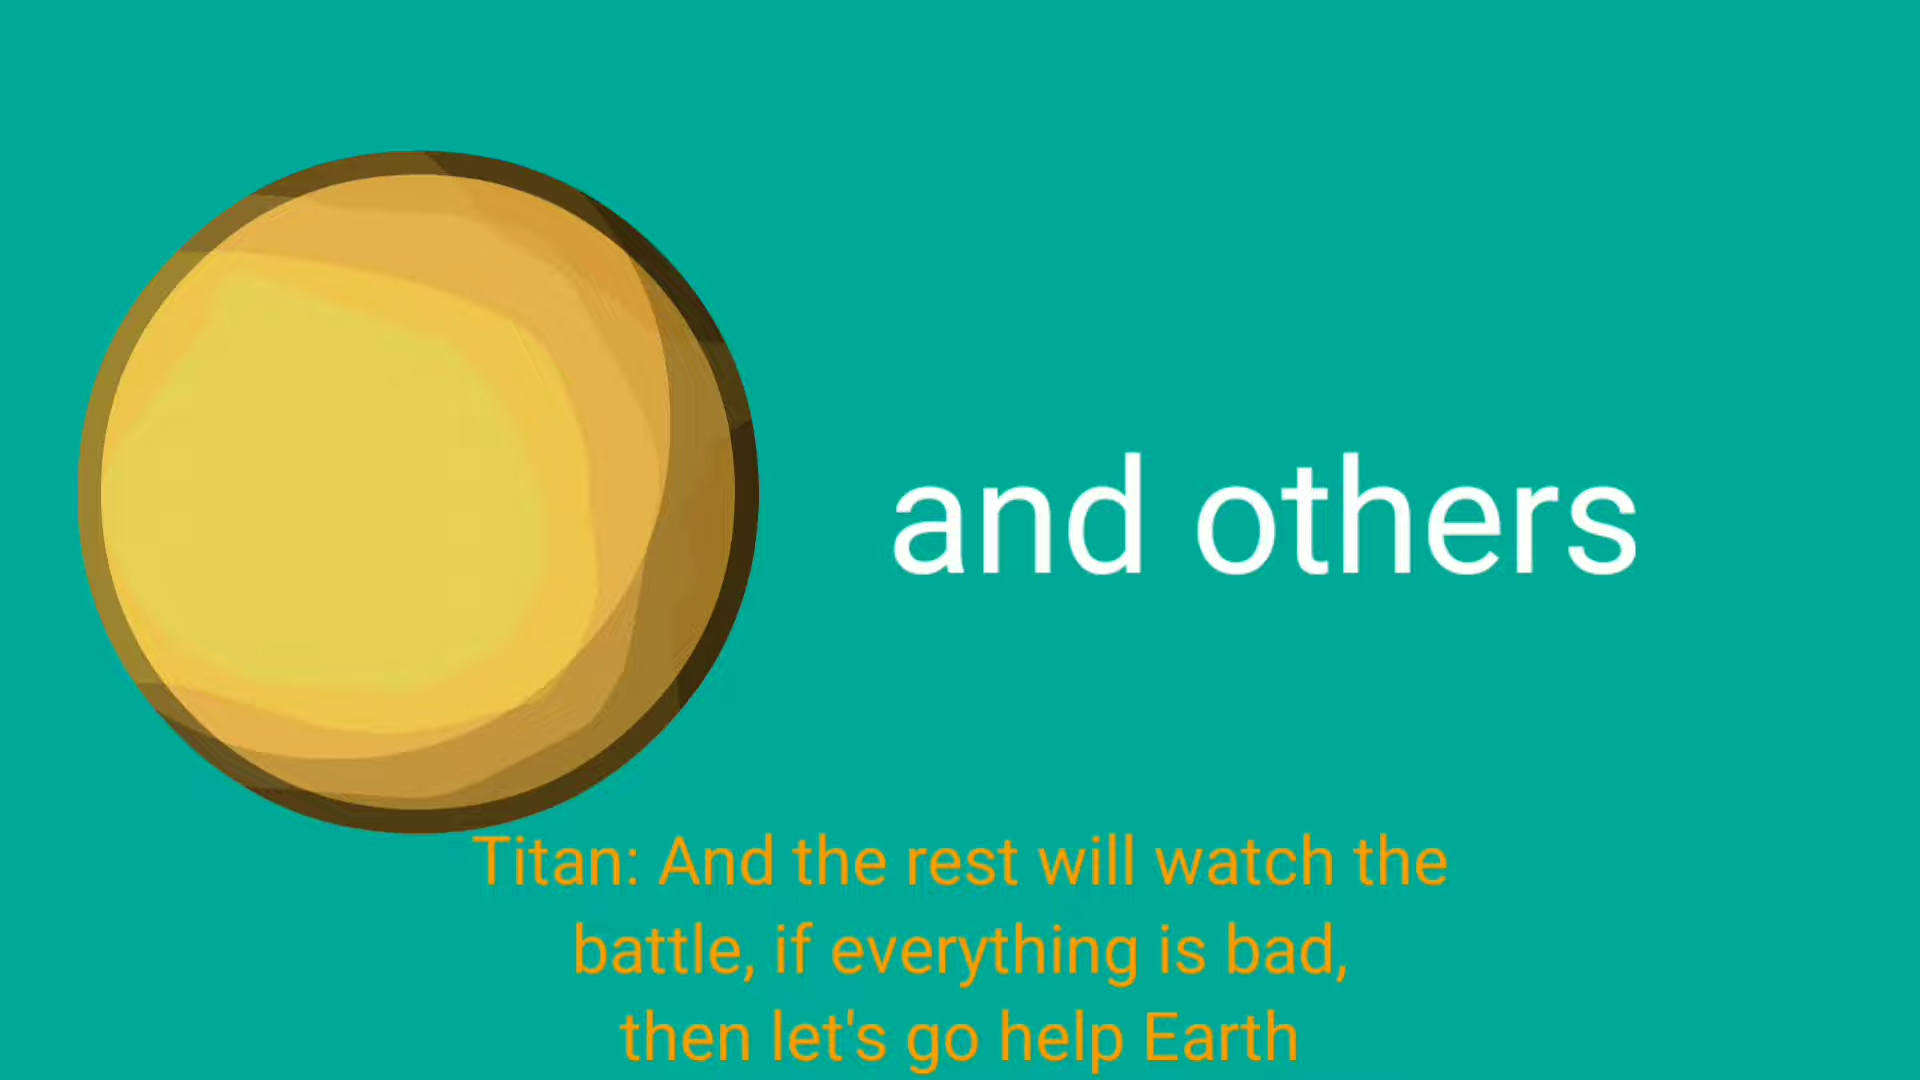 and others
Titan: And the rest will watch the
battle, if everything is bad,
then let's go help Earth